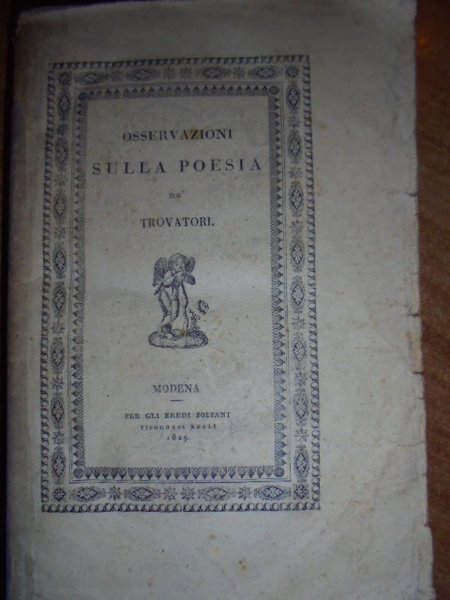 OSSERVAZIONI
SULLA POESIA
DE'
TROVATORI.
MODENA
PER GLI EREDI SOLIANI
TIPOGRAFI REALI
1829.